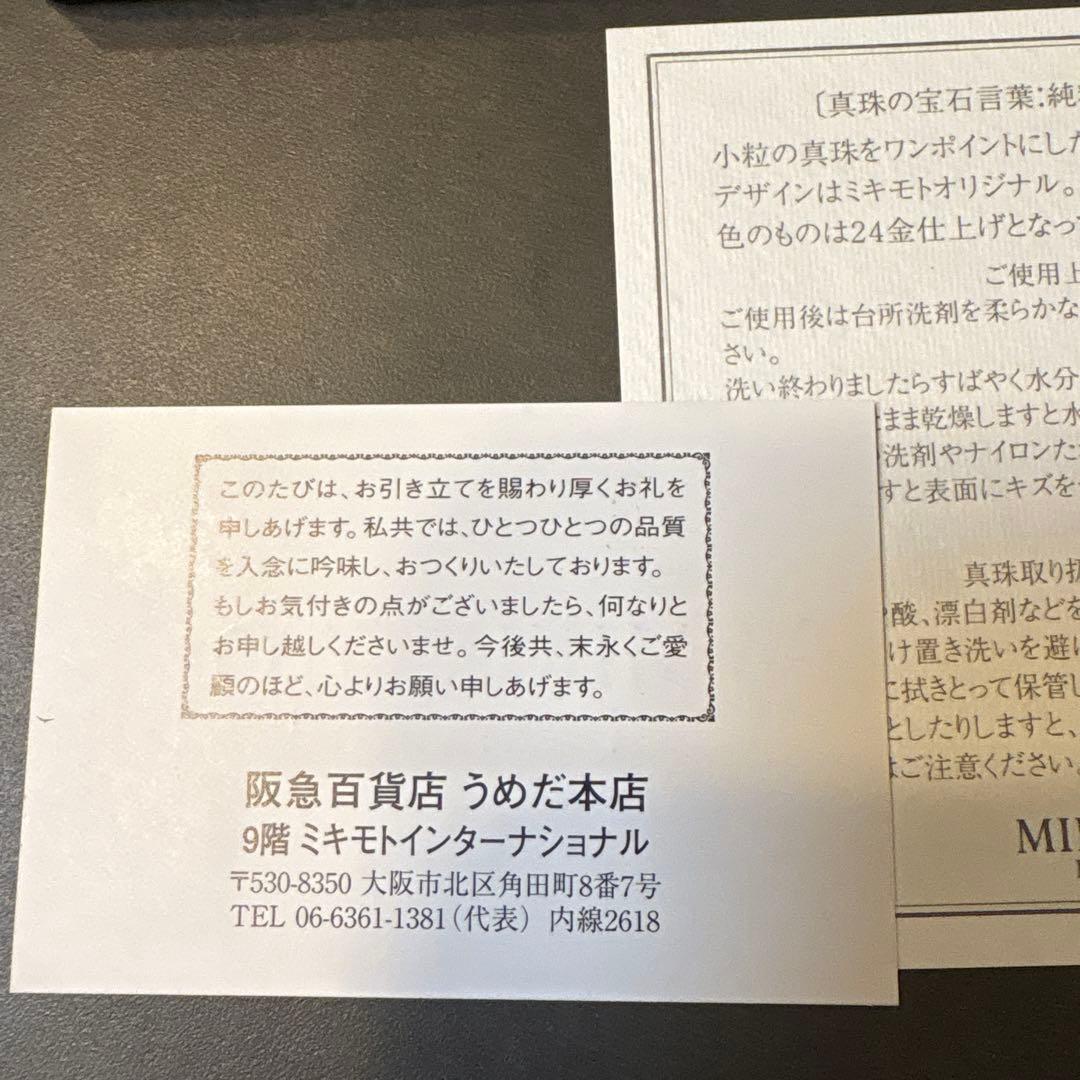 〔真珠の宝石言葉:純
小粒の真珠をワンポイントにした
デザインはミキモトオリジナル。
色のものは24金仕上げとなっ
ご使用上
ご使用後は台所洗剤を柔らかな
さい。
洗い終わりましたらすばやく水分
まま乾燥しますと水
洗剤やナイロンた
すと表面にキズを
真珠取り扱
酸、漂白剤などを
け置き洗いを避け
に拭きとって保管し
としたりしますと、
はご注意ください。
MI
このたびは、お引き立てを賜わり厚くお礼を
申しあげます。私共では、ひとつひとつの品質
を入念に吟味し、おつくりいたしております。
もしお気付きの点がございましたら、何なりと
お申し越しくださいませ。今後共、末永くご愛
顧のほど、心よりお願い申しあげます。
阪急百貨店 うめだ本店
9階 ミキモトインターナショナル
〒530-8350 大阪市北区角田町8番7号
TEL 06-6361-1381(代表) 内線2618